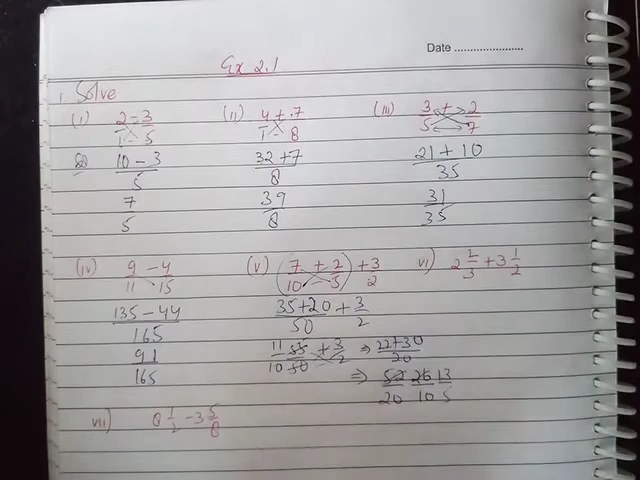 Date ......................
Ex 2.1
1. Solve
(i) 2/1 - 3/5 (ii) 4/1 + 7/8 (iii) 3/5 + 2/7
Sol 10 - 3/5 32 + 7/8 21 + 10/35
7/5 39/8 31/35
(iv) 9/11 - 4/15 (v) (7/10 + 2/5) + 3/2 vi) 2 2/3 + 3 1/2
135 - 44/165 35 + 20/50 + 3/2
91/165 11/10 55/50 + 3/2 ⇒ 22 + 30/20
⇒ 52/20 26/10 13/5
vii) 8 1/2 - 3 5/8